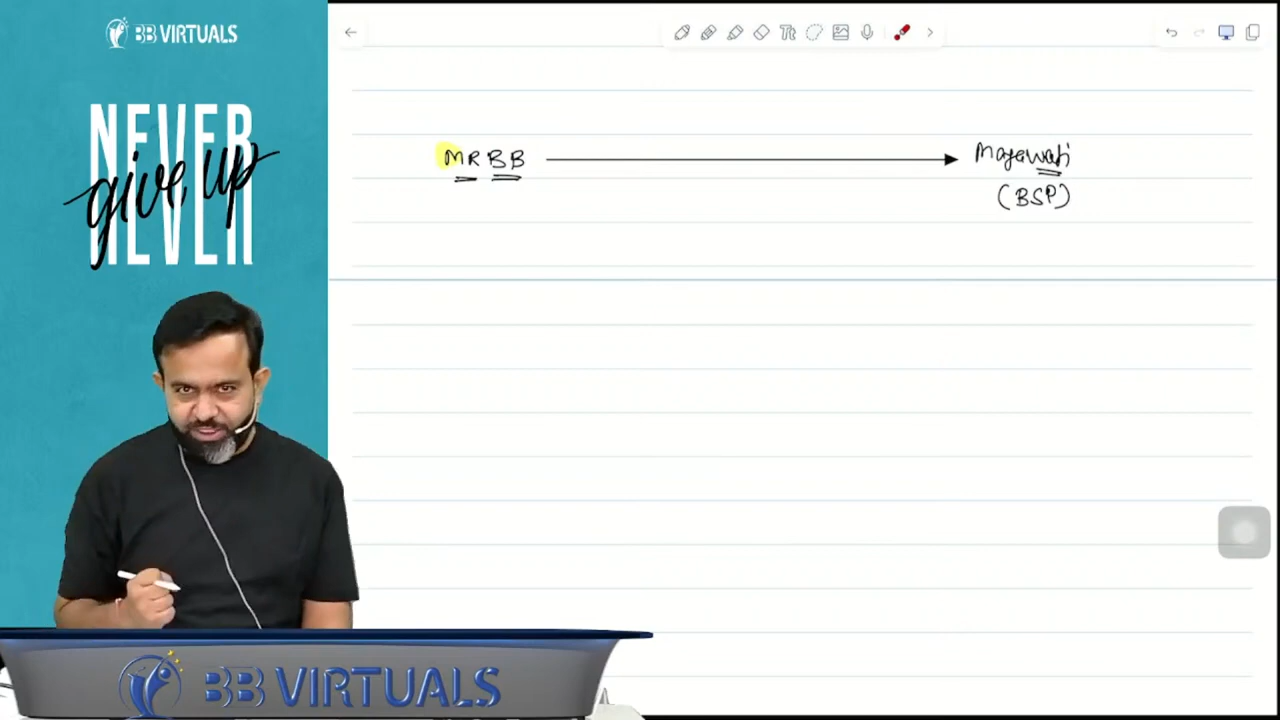 BB VIRTUALS
NEVER
give up
NEVER
MRBB
Mayawati
(BSP)
BB VIRTUALS